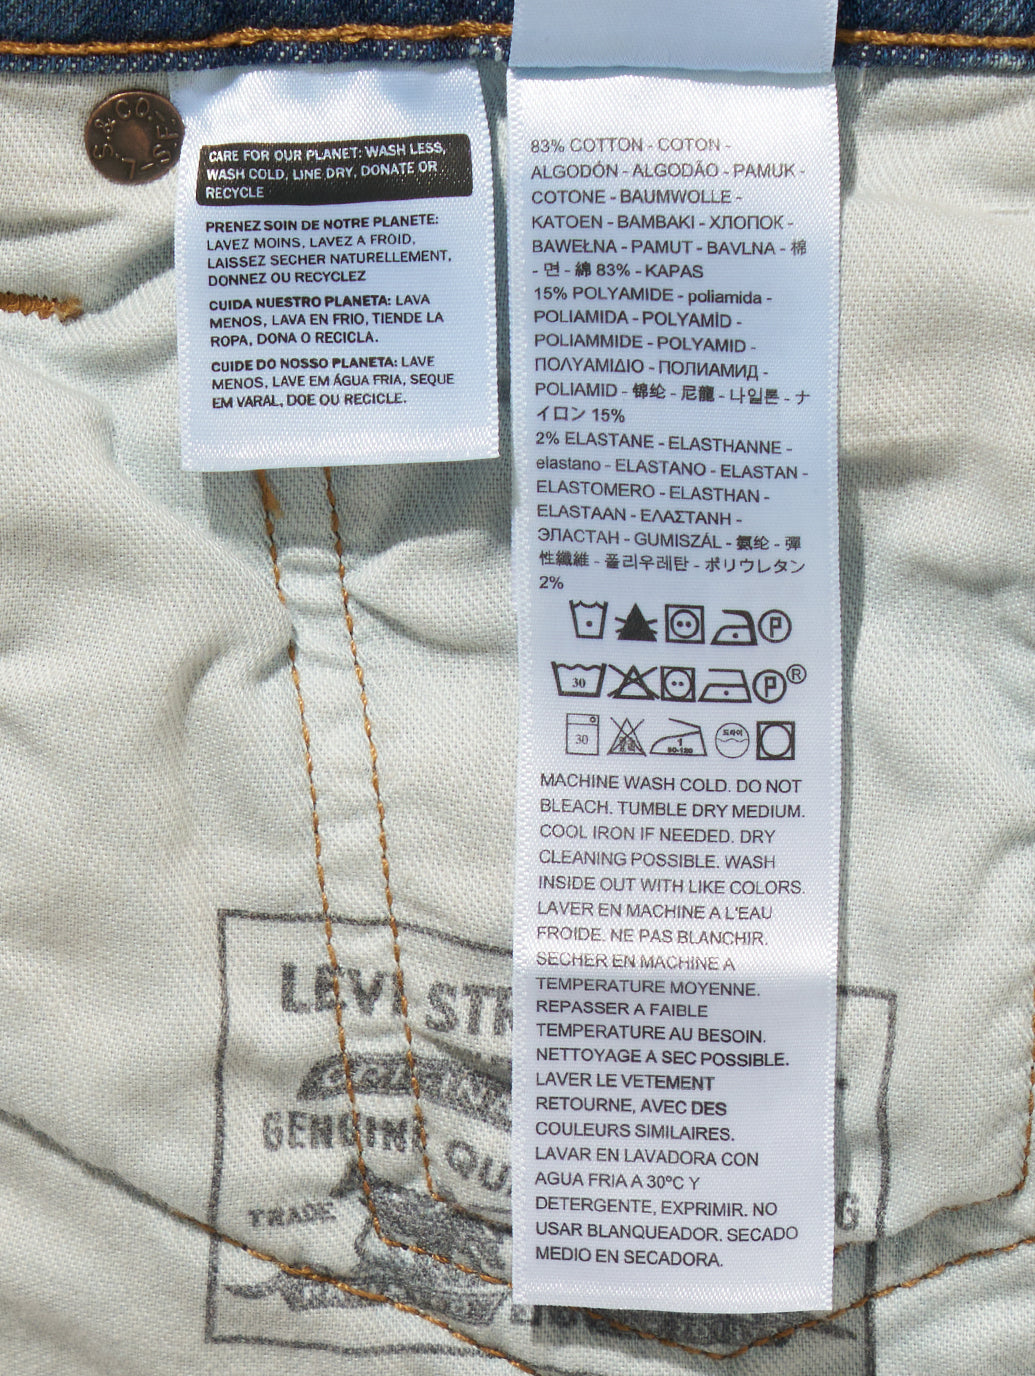 L.S.&CO.-S.F.-
CARE FOR OUR PLANET: WASH LESS,
WASH COLD, LINE DRY, DONATE OR
RECYCLE
PRENEZ SOIN DE NOTRE PLANETE:
LAVEZ MOINS, LAVEZ A FROID,
LAISSEZ SECHER NATURELLEMENT,
DONNEZ OU RECYCLEZ
CUIDA NUESTRO PLANETA: LAVA
MENOS, LAVA EN FRIO, TIENDE LA
ROPA, DONA O RECICLA.
CUIDE DO NOSSO PLANETA: LAVE
MENOS, LAVE EM ÁGUA FRIA, SEQUE
EM VARAL, DOE OU RECICLE.
83% COTTON - COTON -
ALGODÓN - ALGODÃO - PAMUK -
COTONE - BAUMWOLLE -
KATOEN - BAMBAKI - ХЛОПОК -
BAWEŁNA - PAMUT - BAVLNA - 棉
- 면 - 綿 83% - KAPAS
15% POLYAMIDE - poliamida -
POLIAMIDA - POLYAMİD -
POLIAMMIDE - POLYAMID -
ΠΟΛΥΑΜΙΔΙΟ - ПОЛИАМИД -
POLIAMID - 锦纶 - 尼龍 - 나일론 - ナ
イロン 15%
2% ELASTANE - ELASTHANNE -
elastano - ELASTANO - ELASTAN -
ELASTOMERO - ELASTHAN -
ELASTAAN - ΕΛΑΣΤΑΝΗ -
ЭЛАСТАН - GUMISZÁL - 氨纶 - 彈
性纖維 - 폴리우레탄 - ポリウレタン
2%
P
30 P ®
30 1 80-120 드라이
MACHINE WASH COLD. DO NOT
BLEACH. TUMBLE DRY MEDIUM.
COOL IRON IF NEEDED. DRY
CLEANING POSSIBLE. WASH
INSIDE OUT WITH LIKE COLORS.
LAVER EN MACHINE A L'EAU
FROIDE. NE PAS BLANCHIR.
SECHER EN MACHINE A
TEMPERATURE MOYENNE.
REPASSER A FAIBLE
TEMPERATURE AU BESOIN.
NETTOYAGE A SEC POSSIBLE.
LAVER LE VETEMENT
RETOURNE, AVEC DES
COULEURS SIMILAIRES.
LAVAR EN LAVADORA CON
AGUA FRIA A 30ºC Y
DETERGENTE, EXPRIMIR. NO
USAR BLANQUEADOR. SECADO
MEDIO EN SECADORA.
LEVI STR
GENUINE QUA
TRADE